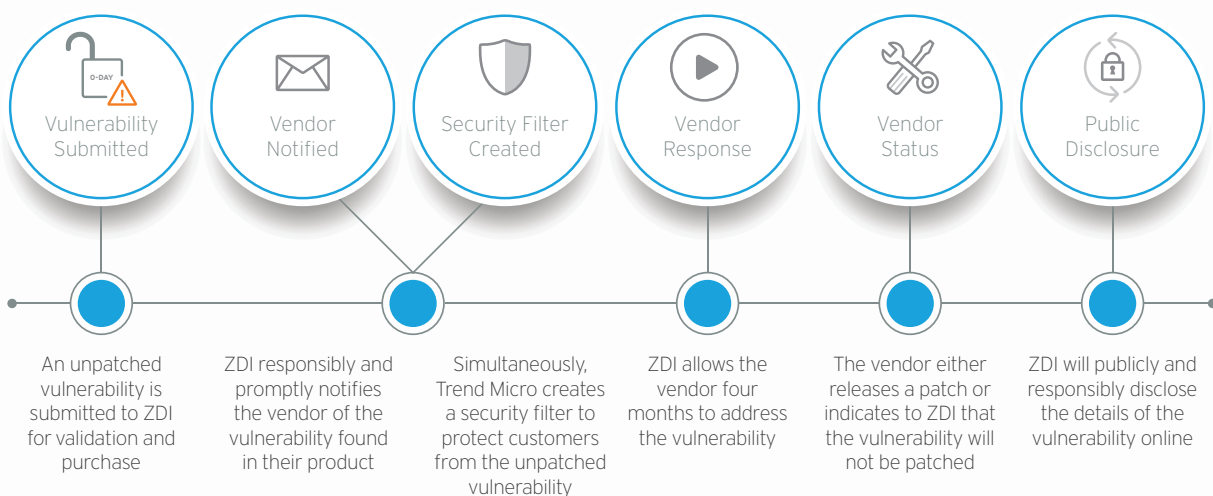 0-DAY
Vulnerability
Submitted
Vendor
Notified
Security Filter
Created
Vendor
Response
Vendor
Status
Public
Disclosure
An unpatched
vulnerability is
submitted to ZDI
for validation and
purchase
ZDI responsibly and
promptly notifies
the vendor of the
vulnerability found
in their product
Simultaneously,
Trend Micro creates
a security filter to
protect customers
from the unpatched
vulnerability
ZDI allows the
vendor four
months to address
the vulnerability
The vendor either
releases a patch or
indicates to ZDI that
the vulnerability will
not be patched
ZDI will publicly and
responsibly disclose
the details of the
vulnerability online